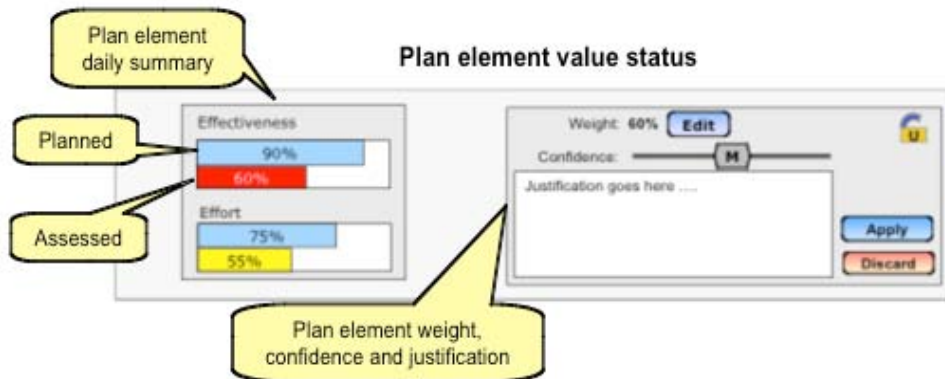 Plan element
daily summary
Plan element value status
Planned
Assessed
Effectiveness
90%
60%
Effort
75%
55%
Weight: 60% Edit
U
Confidence: M
Justification goes here ....
Apply
Discard
Plan element weight,
confidence and justification